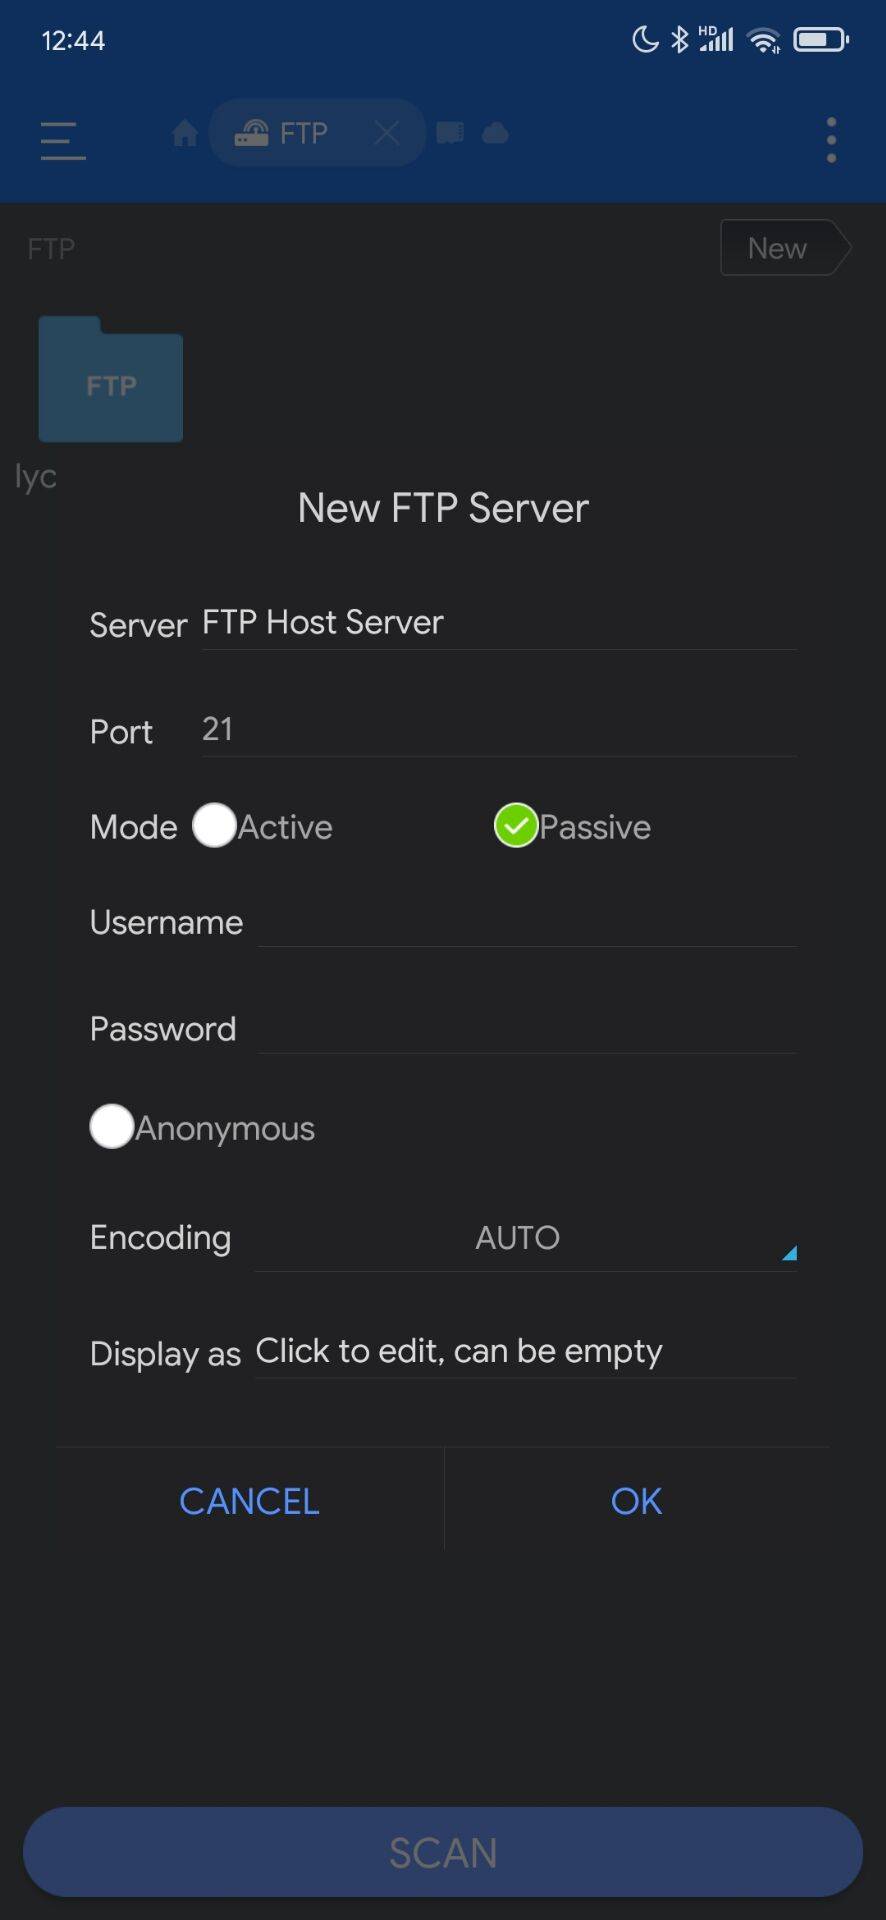 12:44
HD
FTP
FTP
New
FTP
lyc
New FTP Server
Server FTP Host Server
Port 21
Mode Active Passive
Username
Password
Anonymous
Encoding AUTO
Display as Click to edit, can be empty
CANCEL OK
SCAN